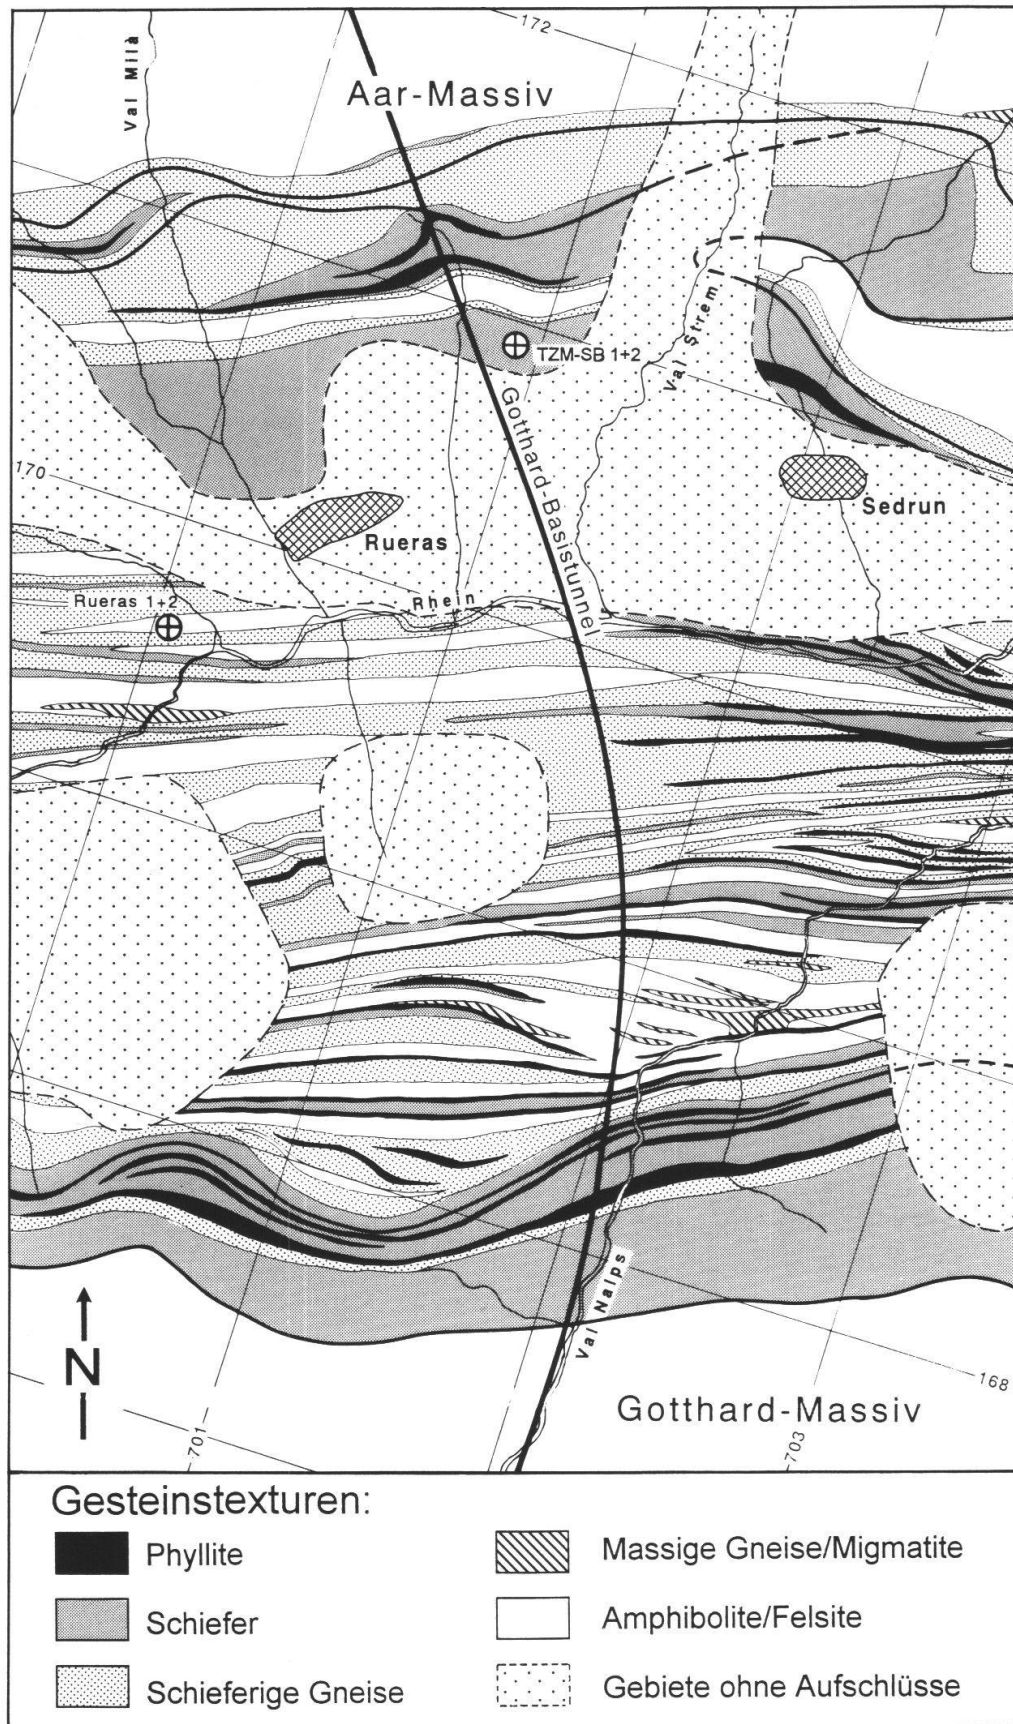 172
Val Milà
Aar-Massiv
Val Strem
TZM-SB 1+2
Gotthard-Basistunnel
170
Sedrun
Rueras
Rueras 1+2
Rhein
Val Nalps
N
168
Gotthard-Massiv
701
703
Gesteinstexturen:
Phyllite
Massige Gneise/Migmatite
Schiefer
Amphibolite/Felsite
Schieferige Gneise
Gebiete ohne Aufschlüsse